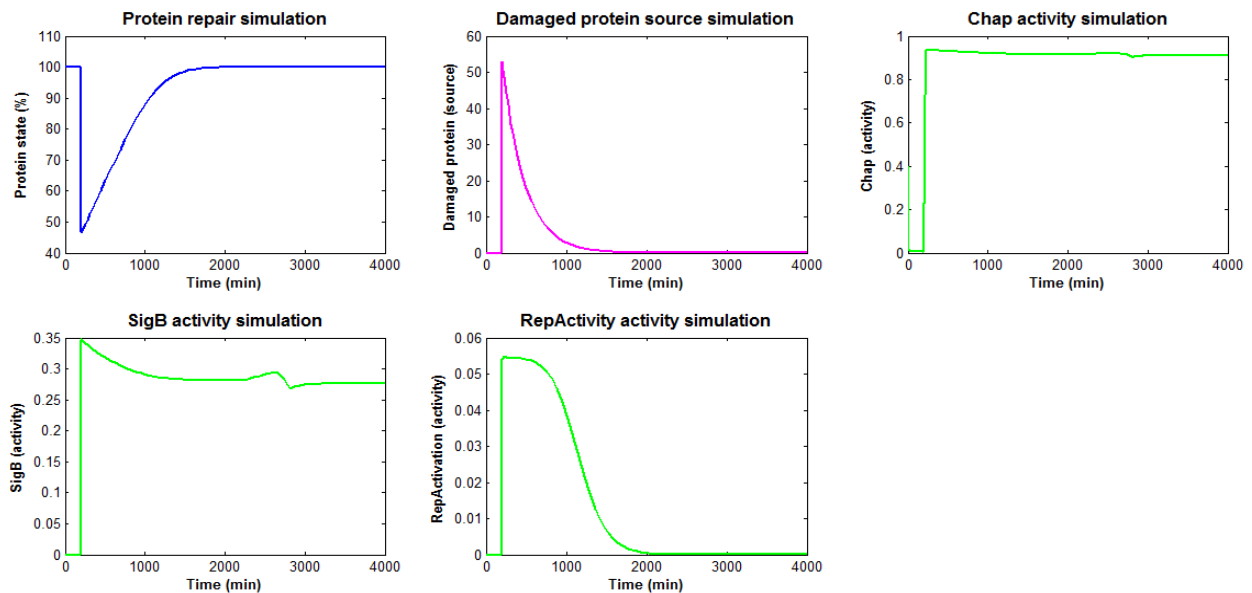 Protein repair simulation
110
100
90
80
70
60
50
40
Protein state (%)
0 1000 2000 3000 4000
Time (min)
Damaged protein source simulation
60
50
40
30
20
10
0
Damaged protein (source)
0 1000 2000 3000 4000
Time (min)
Chap activity simulation
1
0.8
0.6
0.4
0.2
0
Chap (activity)
0 1000 2000 3000 4000
Time (min)
SigB activity simulation
0.35
0.3
0.25
0.2
0.15
0.1
0.05
0
SigB (activity)
0 1000 2000 3000 4000
Time (min)
RepActivity activity simulation
0.06
0.05
0.04
0.03
0.02
0.01
0
RepActivation (activity)
0 1000 2000 3000 4000
Time (min)